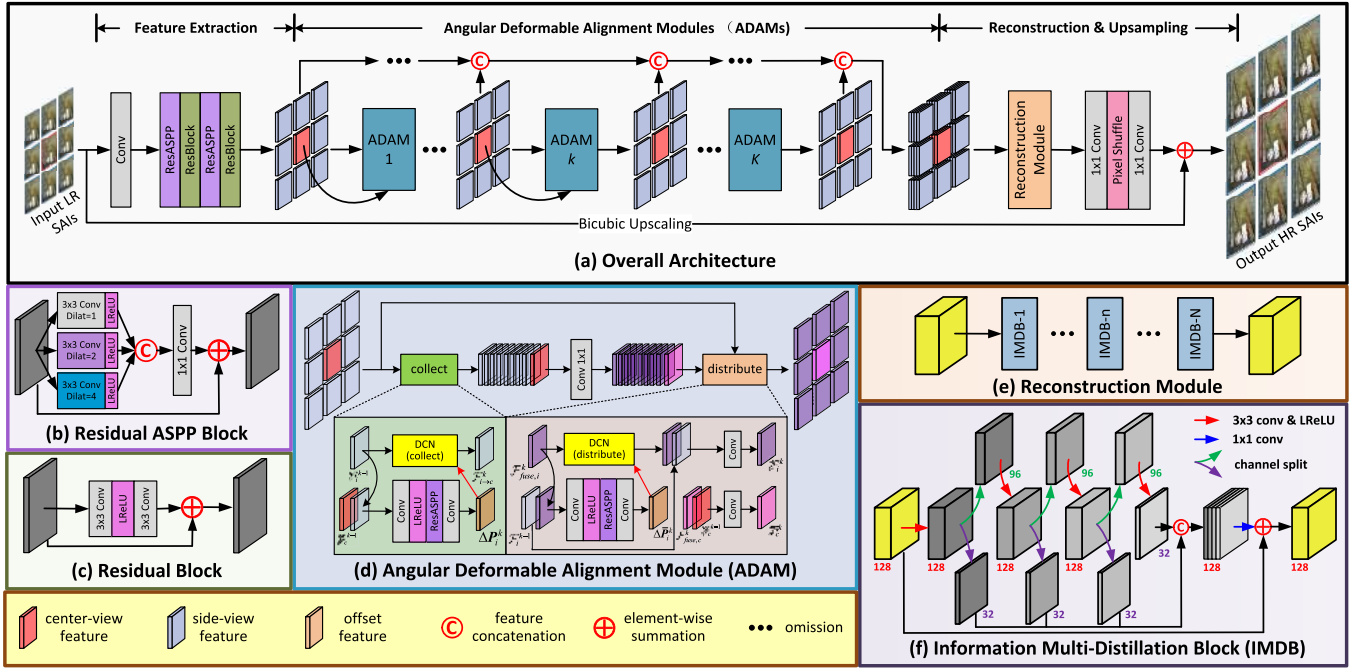 Feature Extraction
Angular Deformable Alignment Modules (ADAMs)
Reconstruction & Upsampling
Input LR
SAIs
Conv
ResASPP
ResBlock
ResASPP
ResBlock
ADAM
1
C
ADAM
k
C
ADAM
K
C
Reconstruction
Module
1x1 Conv
Pixel Shuffle
1x1 Conv
Output HR SAIs
Bicubic Upscaling
(a) Overall Architecture
3x3 Conv
Dilat=1
LReLU
3x3 Conv
Dilat=2
LReLU
3x3 Conv
Dilat=4
LReLU
C
1x1 Conv
(b) Residual ASPP Block
3x3 Conv
LReLU
3x3 Conv
(c) Residual Block
collect
Conv 1x1
distribute
DCN
(collect)
Conv
LReLU
ResASPP
Conv
ΔP_i^k
DCN
(distribute)
Conv
LReLU
ResASPP
Conv
Conv
Conv
(d) Angular Deformable Alignment Module (ADAM)
IMDB-1
IMDB-n
IMDB-N
(e) Reconstruction Module
3x3 conv & LReLU
1x1 conv
channel split
96
96
96
128
128
128
128
32
C
128
128
32
32
32
(f) Information Multi-Distillation Block (IMDB)
center-view
feature
side-view
feature
offset
feature
C
feature
concatenation
element-wise
summation
omission